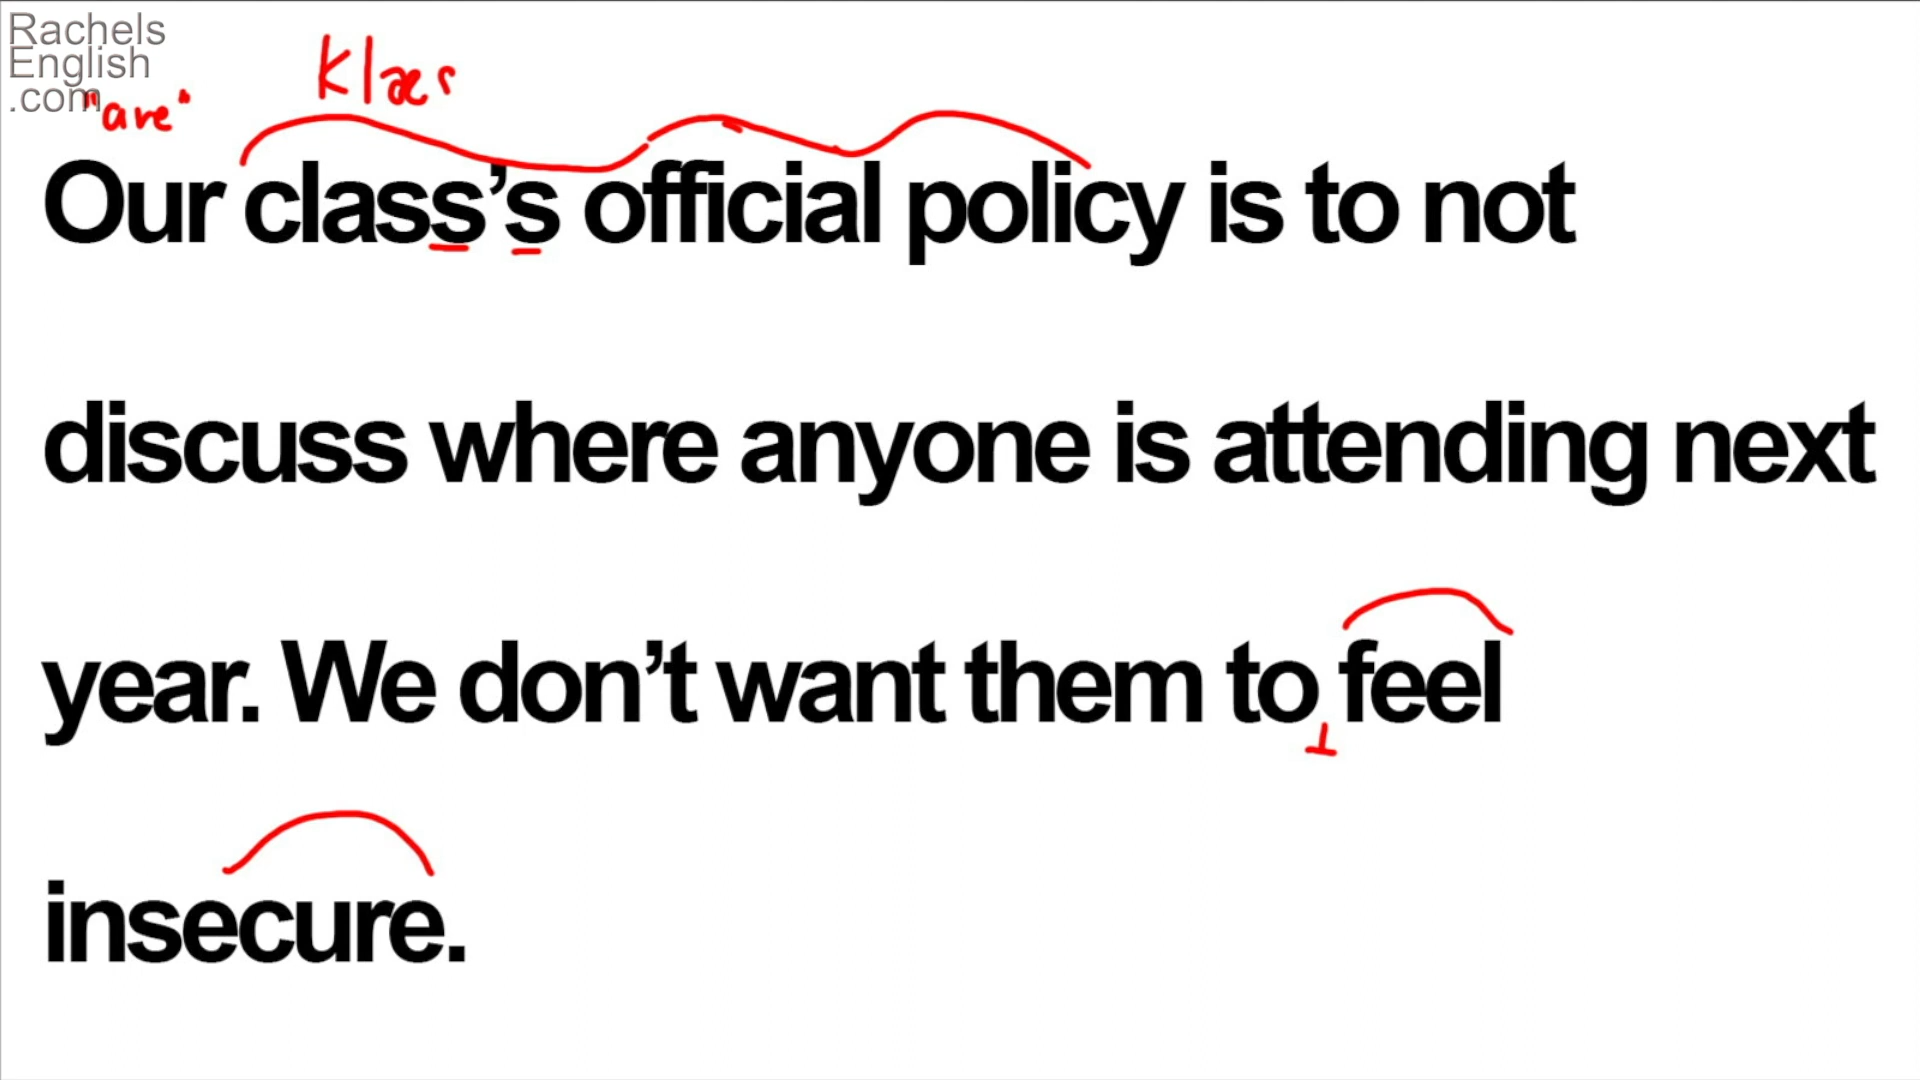 Rachels
English
.com
"are"
Klæs
Our class’s official policy is to not
discuss where anyone is attending next
year. We don’t want them to feel
insecure.